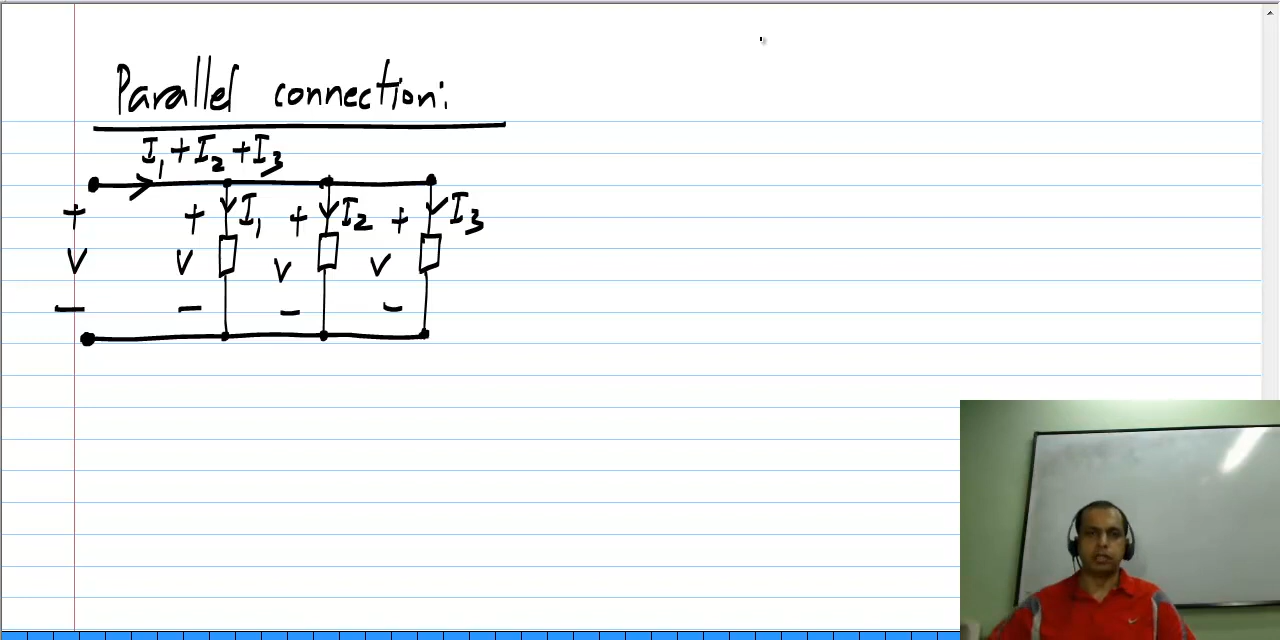 Parallel connection:
I₁ + I₂ + I₃
+ + I₁ + I₂ + I₃
V V V V
− − − −